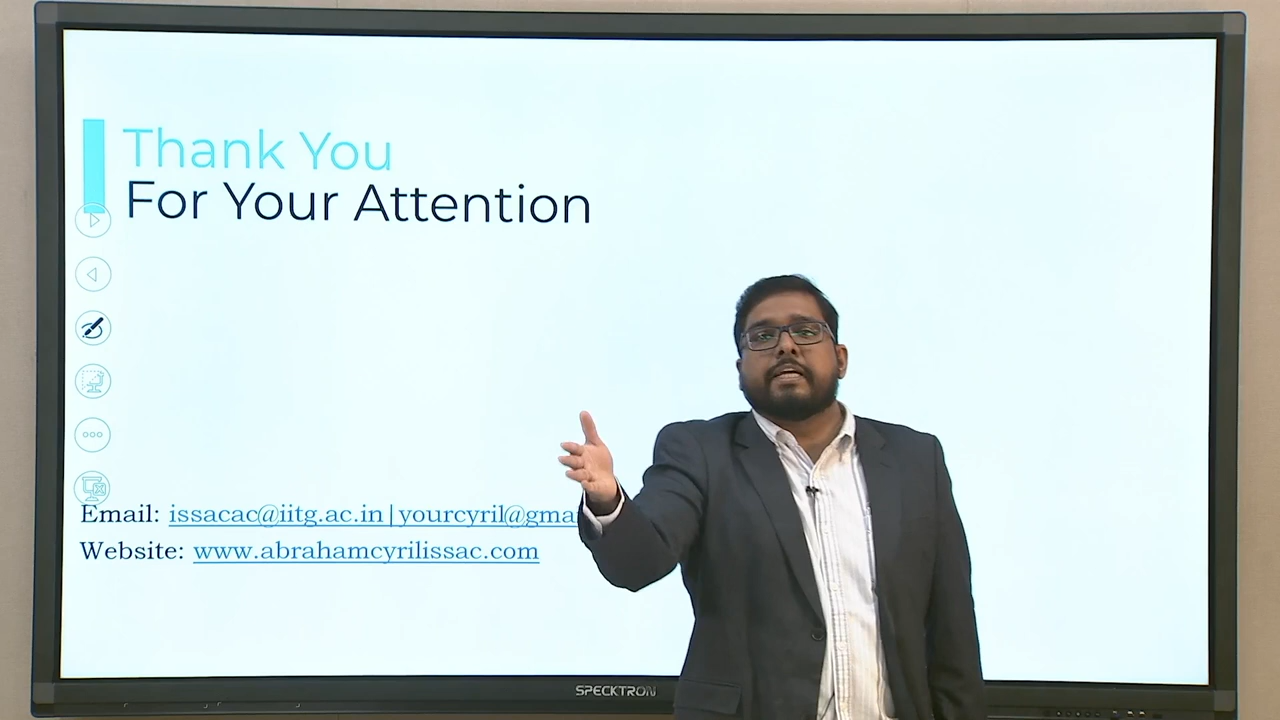 Thank You
For Your Attention
Email: issacac@iitg.ac.in|yourcyril@gma
Website: www.abrahamcyrilissac.com
SPECKTRON